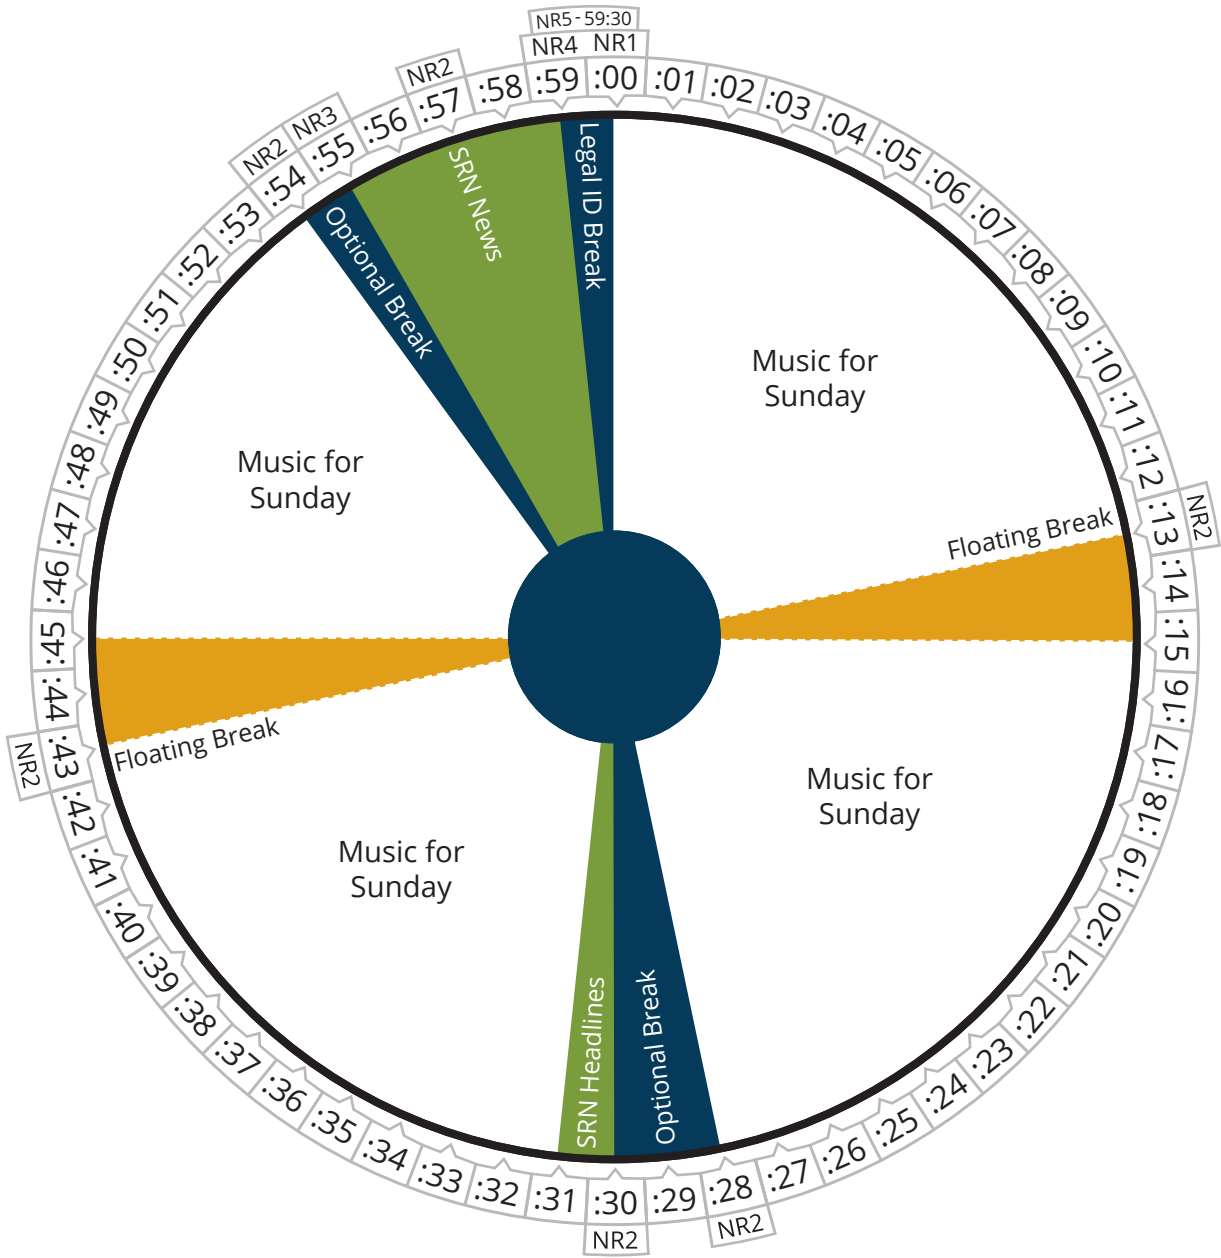 NR5-59:30
NR4 NR1
:00
:01
:02
:03
:04
:05
:06
:07
:08
:09
:10
:11
:12
:13
NR2
:14
:15
:16
:17
:18
:19
:20
:21
:22
:23
:24
:25
:26
:27
:28
NR2
:29
:30
NR2
:31
:32
:33
:34
:35
:36
:37
:38
:39
:40
:41
:42
:43
NR2
:44
:45
:46
:47
:48
:49
:50
:51
:52
:53
:54
NR2
:55
NR3
:56
:57
NR2
:58
:59
Legal ID Break
Music for
Sunday
Floating Break
Music for
Sunday
Optional Break
SRN Headlines
Music for
Sunday
Floating Break
Music for
Sunday
Optional Break
SRN News